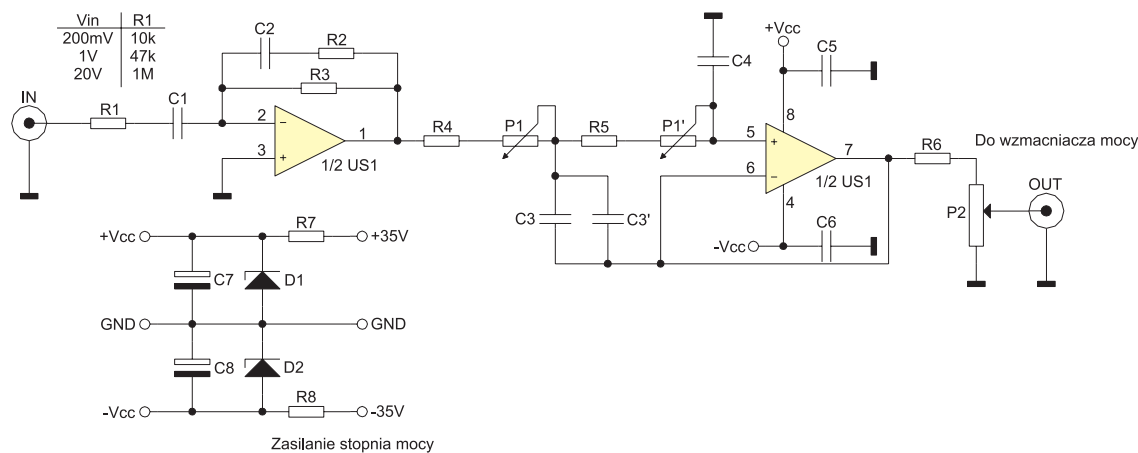 Vin R1
200mV 10k
1V 47k
20V 1M
IN
R1
C1
C2
R2
R3
2
−
3
+
1
1/2 US1
R4
P1
R5
P1'
C4
C3
C3'
+Vcc
C5
8
5
+
6
−
7
1/2 US1
4
-Vcc
C6
R6
Do wzmacniacza mocy
P2
OUT
+Vcc
R7
+35V
C7
D1
GND
GND
C8
D2
-Vcc
R8
-35V
Zasilanie stopnia mocy